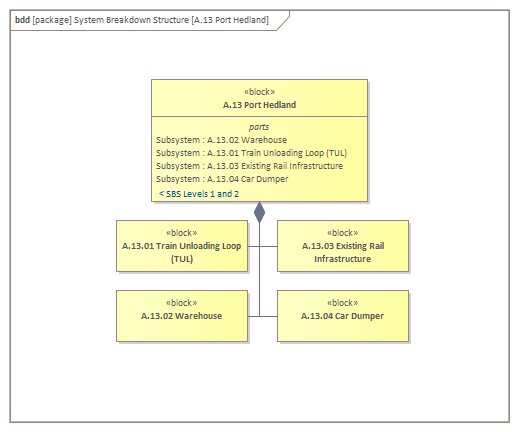 bdd [package] System Breakdown Structure [A.13 Port Hedland]
«block»
A.13 Port Hedland
parts
Subsystem : A.13.02 Warehouse
Subsystem : A.13.01 Train Unloading Loop (TUL)
Subsystem : A.13.03 Existing Rail Infrastructure
Subsystem : A.13.04 Car Dumper
< SBS Levels 1 and 2
«block»
A.13.01 Train Unloading Loop
(TUL)
«block»
A.13.03 Existing Rail
Infrastructure
«block»
A.13.02 Warehouse
«block»
A.13.04 Car Dumper